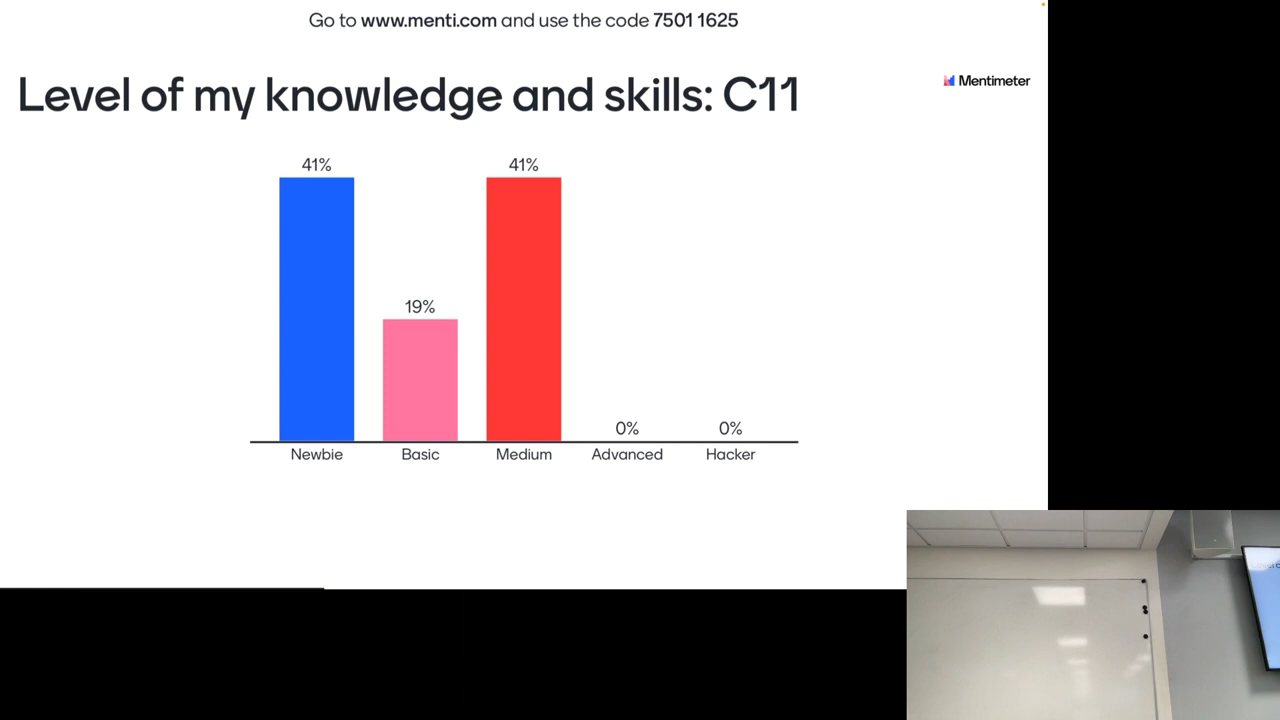 Go to www.menti.com and use the code 7501 1625
Level of my knowledge and skills: C11
Mentimeter
41%
41%
19%
0%
0%
Newbie
Basic
Medium
Advanced
Hacker